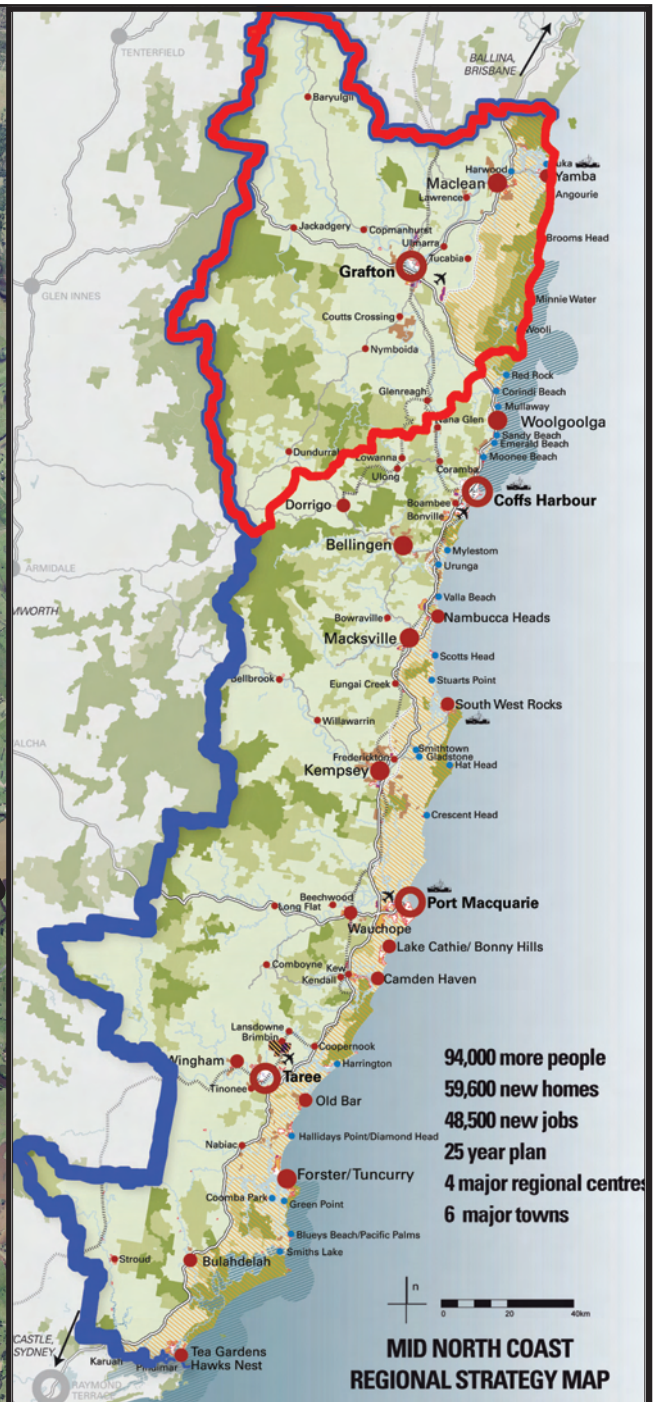 TENTERFIELD
BALLINA,
BRISBANE
Baryulgil
Harwood
Maclean
Yamba
Lawrence
Angourie
Jackadgery
Copmanhurst
Ulmarra
Brooms Head
Tucabia
Grafton
GLEN INNES
Minnie Water
Coutts Crossing
Wooli
Nymboida
Red Rock
Glenreagh
Corindi Beach
Mullaway
Nana Glen
Woolgoolga
Sandy Beach
Emerald Beach
Dundurrab
Lowanna
Moonee Beach
Ulong
Coramba
Dorrigo
Boambee
Coffs Harbour
Bonville
Bellingen
Mylestom
Urunga
ARMIDALE
Valla Beach
MWORTH
Bowraville
Nambucca Heads
Macksville
Scotts Head
Bellbrook
Eungai Creek
Stuarts Point
South West Rocks
Willawarrin
ALCHA
Smithtown
Frederickton
Gladstone
Kempsey
Hat Head
Crescent Head
Beechwood
Long Flat
Port Macquarie
Wauchope
Lake Cathie/ Bonny Hills
Comboyne
Kew
Kendall
Camden Haven
Lansdowne
Brimbin
Coopernook
Wingham
Harrington
Taree
Tinonee
Old Bar
Hallidays Point/Diamond Head
Nabiac
Forster/Tuncurry
Coomba Park
Green Point
Blueys Beach/Pacific Palms
Smiths Lake
Stroud
Bulahdelah
CASTLE,
SYDNEY
Tea Gardens
Karuah
Pindimar
Hawks Nest
RAYMOND
TERRACE
94,000 more people
59,600 new homes
48,500 new jobs
25 year plan
4 major regional centres
6 major towns
n
0 20 40km
MID NORTH COAST
REGIONAL STRATEGY MAP